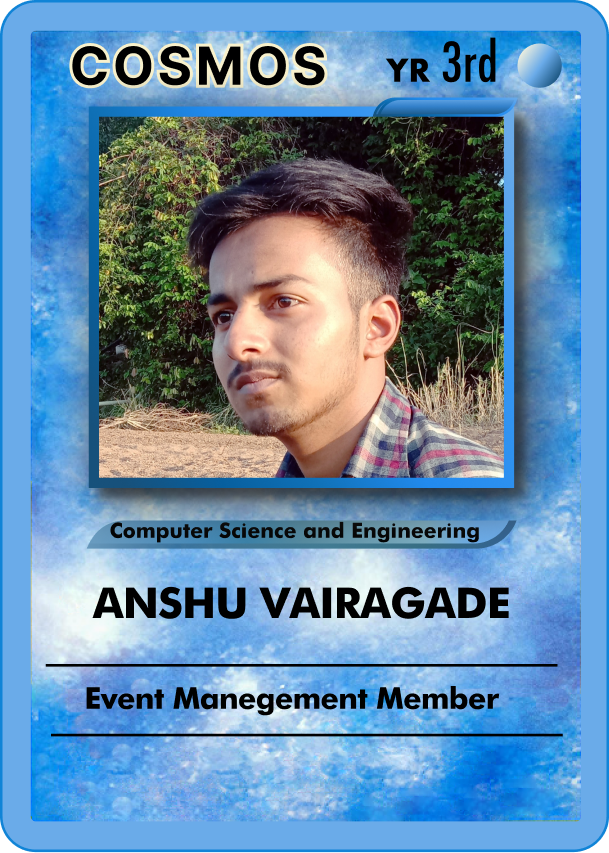 COSMOS YR 3rd
Computer Science and Engineering
ANSHU VAIRAGADE
Event Manegement Member